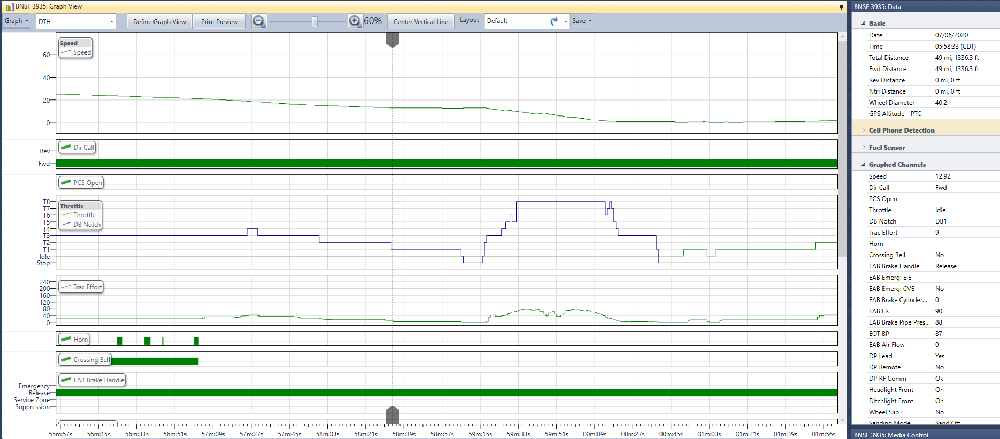 BNSF 3935: Graph View
Graph
DTH
Define Graph View
Print Preview
60%
Center Vertical Line
Layout
Default
Save
Speed
Speed
60
40
20
0
Dir Call
Rev
Fwd
PCS Open
Throttle
Throttle
DB Notch
T8
T7
T6
T5
T4
T3
T2
T1
Idle
Stop
Trac Effort
240
200
160
120
80
40
0
Horn
Crossing Bell
EAB Brake Handle
Emergency
Release
Service Zone
Suppression
55m:57s 56m:15s 56m:33s 56m:51s 57m:09s 57m:27s 57m:45s 58m:03s 58m:21s 58m:39s 58m:57s 59m:15s 59m:33s 59m:51s 00m:09s 00m:27s 00m:45s 01m:03s 01m:21s 01m:39s 01m:56s
BNSF 3935: Data
Basic
Date 07/06/2020
Time 05:58:33 (CDT)
Total Distance 49 mi, 1336.3 ft
Fwd Distance 49 mi, 1336.3 ft
Rev Distance 0 mi, 0 ft
Ntrl Distance 0 mi, 0 ft
Wheel Diameter 40.2
GPS Altitude - PTC ---
Cell Phone Detection
Fuel Sensor
Graphed Channels
Speed 12.92
Dir Call Fwd
PCS Open
Throttle Idle
DB Notch DB1
Trac Effort 9
Horn
Crossing Bell No
EAB Brake Handle Release
EAB Emerg: EIE
EAB Emerg: CVE No
EAB Brake Cylinder... 0
EAB ER 90
EAB Brake Pipe Pres... 88
EOT BP 87
EAB Air Flow 0
DP Lead Yes
DP Remote No
DP RF Comm Ok
Headlight Front On
Ditchlight Front On
Wheel Slip No
Sanding Mode Sand Off
BNSF 3935: Media Control